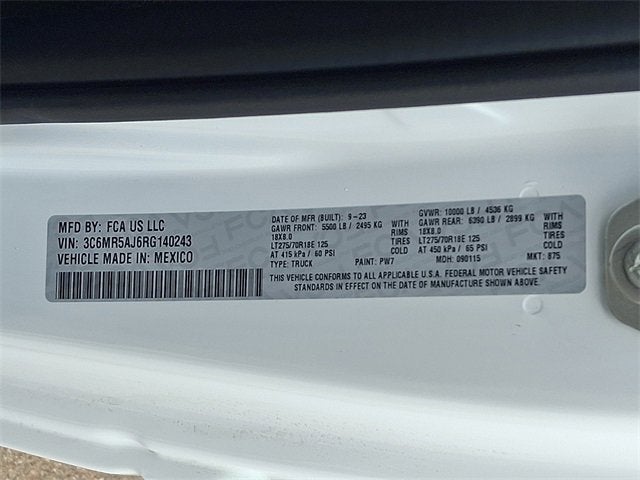 MFD BY: FCA US LLC
VIN: 3C6MR5AJ6RG140243
VEHICLE MADE IN: MEXICO
DATE OF MFR (BUILT): 9-23
GAWR FRONT: 5500 LB / 2495 KG WITH
18X8.0 RIMS
LT275/70R18E 125 TIRES
AT 415 kPa / 60 PSI COLD
TYPE: TRUCK PAINT: PW7
GVWR: 10000 LB / 4536 KG
GAWR REAR: 6390 LB / 2899 KG WITH
18X8.0 RIMS
LT275/70R18E 125 TIRES
AT 450 kPa / 65 PSI COLD
MDH: 090115 MKT: 875
THIS VEHICLE CONFORMS TO ALL APPLICABLE U.S.A. FEDERAL MOTOR VEHICLE SAFETY
STANDARDS IN EFFECT ON THE DATE OF MANUFACTURE SHOWN ABOVE.